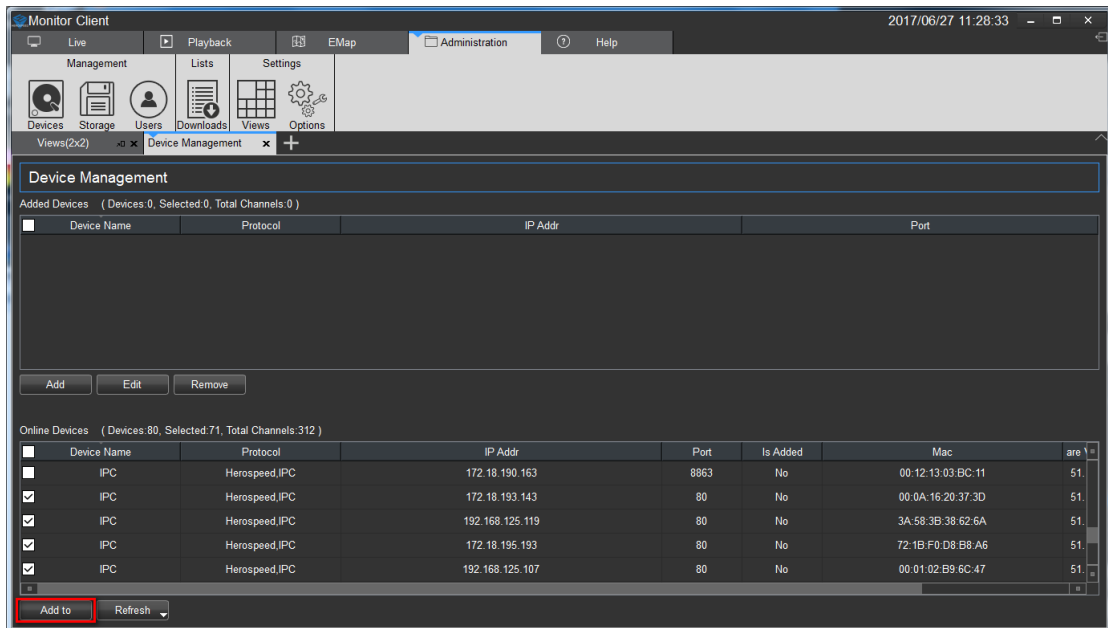 Monitor Client 2017/06/27 11:28:33
Live Playback EMap Administration Help
Management Lists Settings
Devices Storage Users Downloads Views Options
Views(2x2) Device Management
Device Management
Added Devices ( Devices:0, Selected:0, Total Channels:0 )
Device Name Protocol IP Addr Port
Add Edit Remove
Online Devices ( Devices:80, Selected:71, Total Channels:312 )
Device Name Protocol IP Addr Port Is Added Mac are
IPC Herospeed,IPC 172.18.190.163 8863 No 00:12:13:03:BC:11 51.
IPC Herospeed,IPC 172.18.193.143 80 No 00:0A:16:20:37:3D 51.
IPC Herospeed,IPC 192.168.125.119 80 No 3A:58:3B:38:62:6A 51.
IPC Herospeed,IPC 172.18.195.193 80 No 72:1B:F0:D8:B8:A6 51.
IPC Herospeed,IPC 192.168.125.107 80 No 00:01:02:B9:6C:47 51.
Add to Refresh